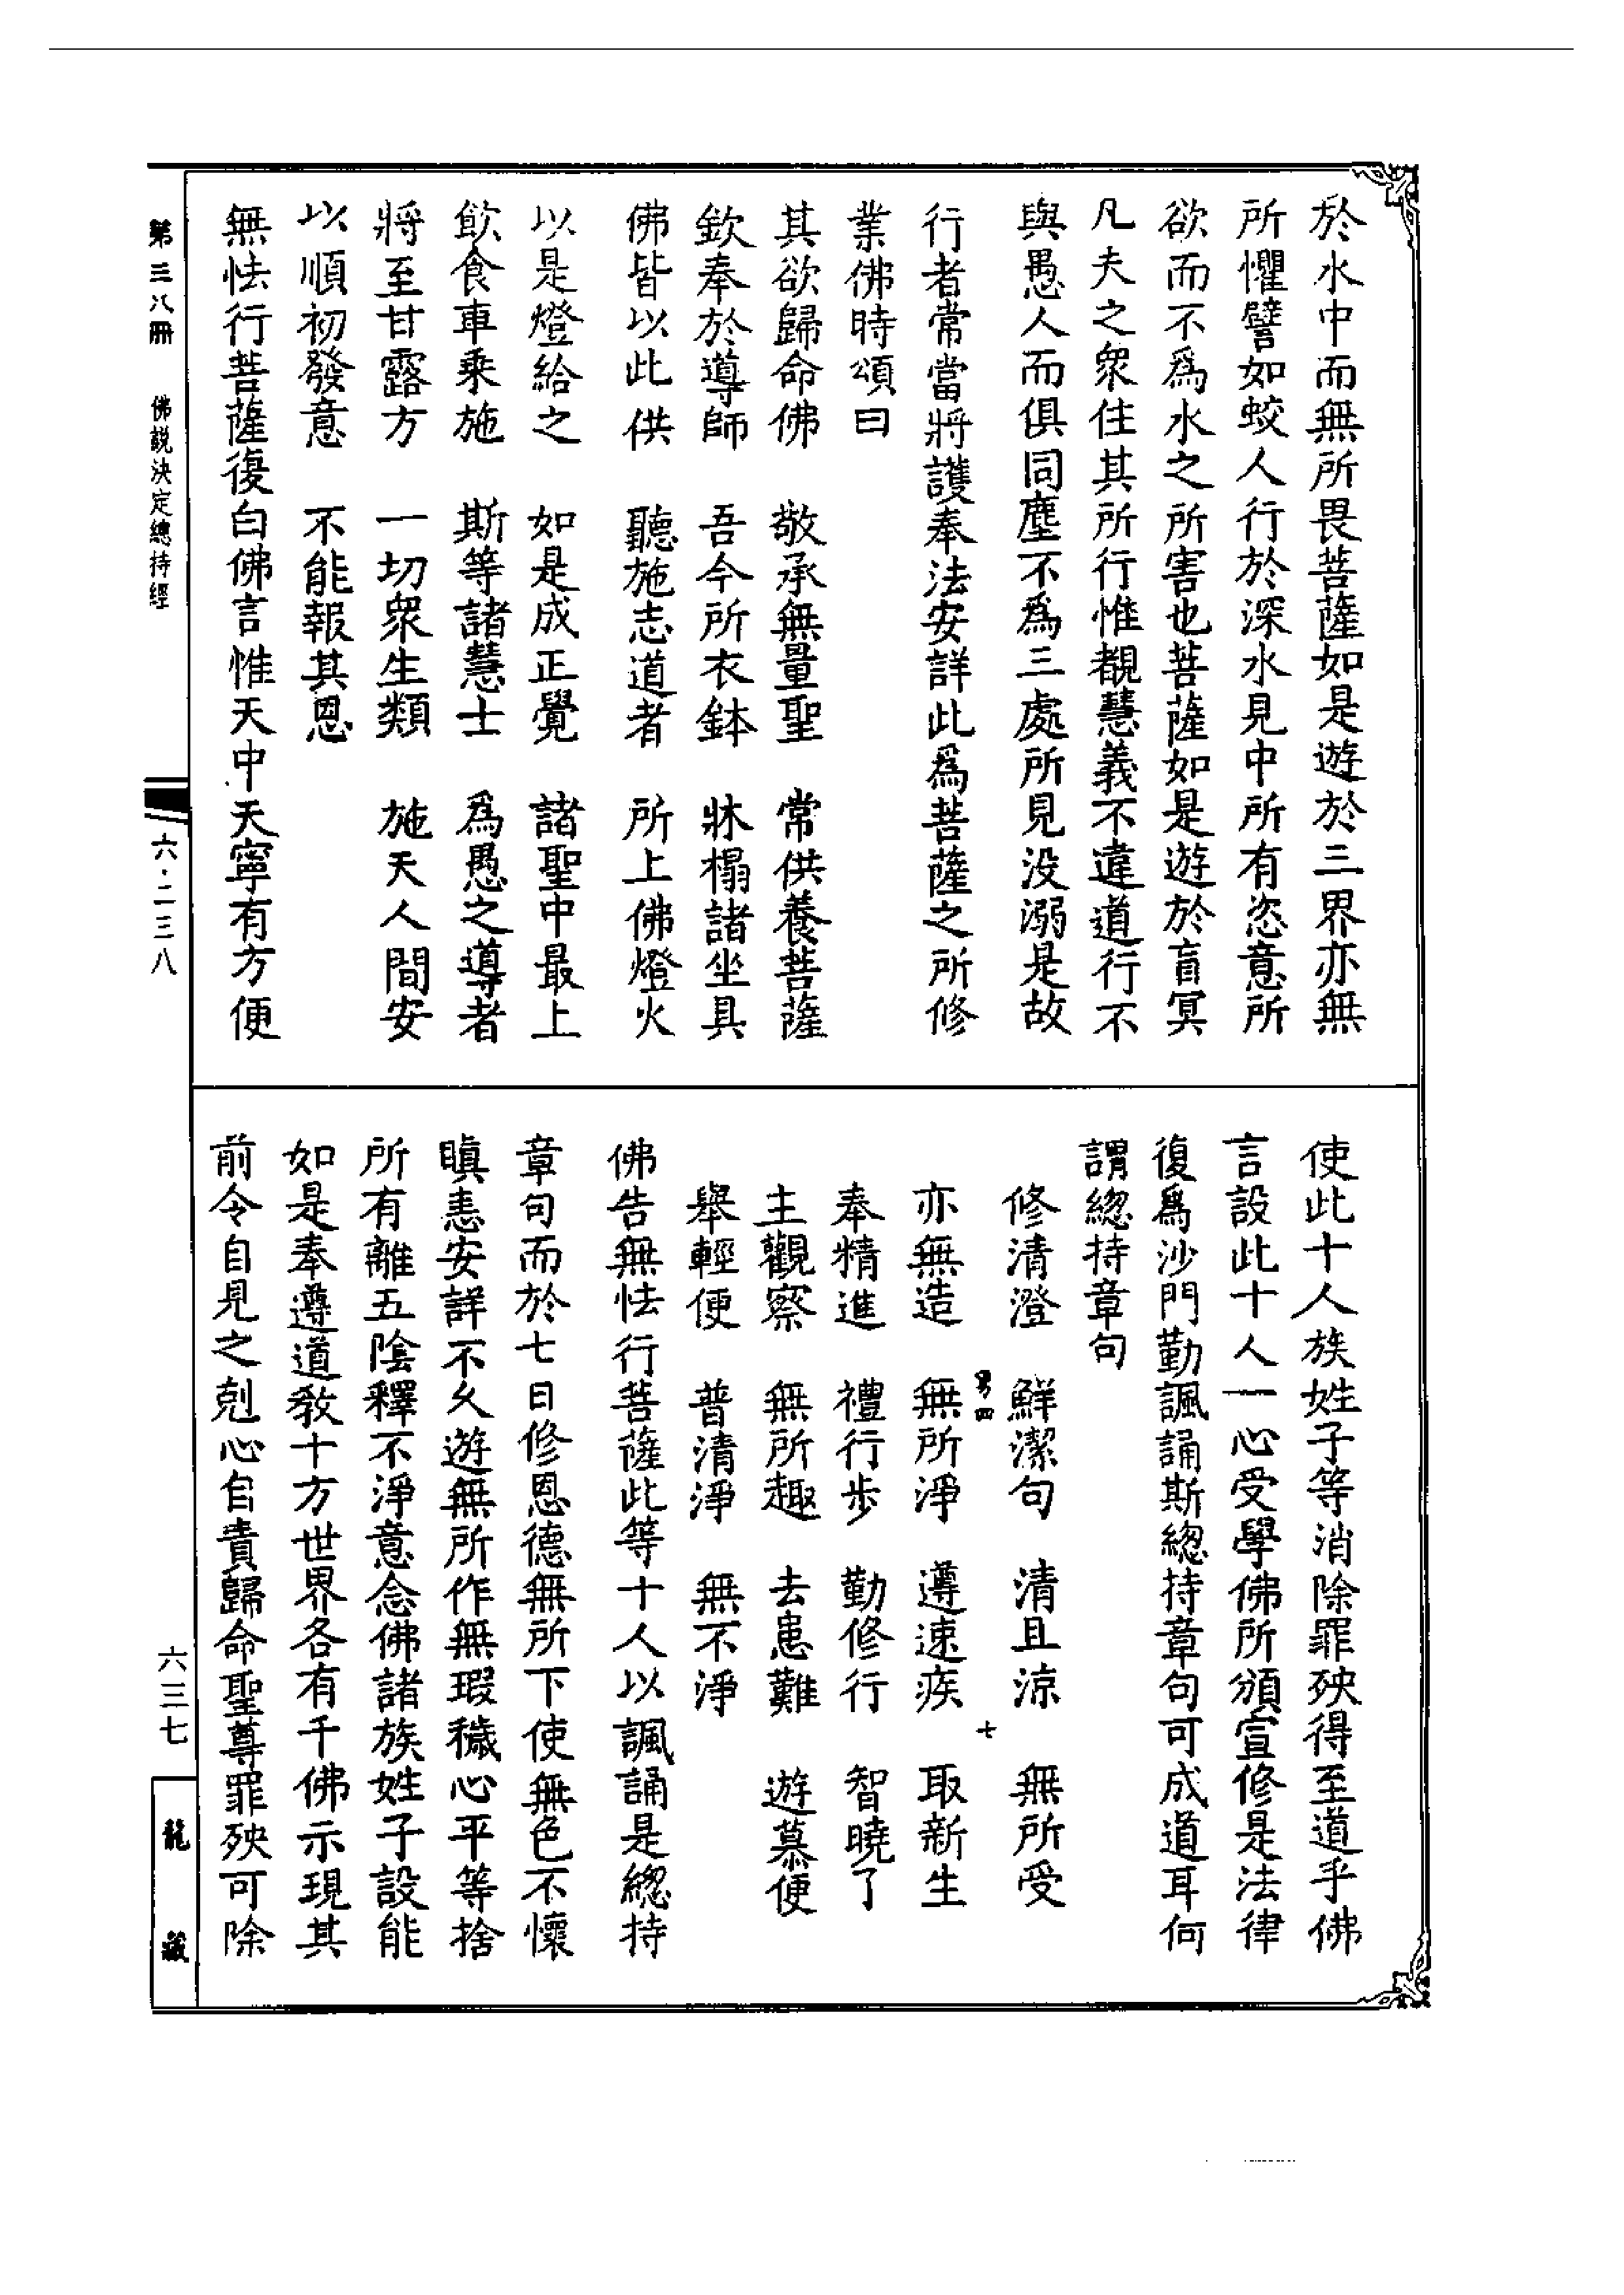 於水中而無所畏菩薩如是遊於三界亦無
所懼譬如蛟人行於深水見中所有恣意所
欲而不爲水之所害也菩薩如是遊於盲冥
凡夫之衆住其所行惟覩慧義不違道行不
與愚人而俱同塵不爲三處所見没溺是故
行者常當將護奉法安詳此爲菩薩之所修
業佛時頌曰
其欲歸命佛　敬承無量聖　常供養菩薩
欽奉於導師　吾今所衣鉢　牀榻諸坐具
佛皆以此供　聽施志道者　所上佛燈火
以是燈給之　如是成正覺　諸聖中最上
飲食車乘施　斯等諸慧士　爲愚之導者
將至甘露方　一切衆生類　施天人間安
以順初發意　不能報其恩
無怯行菩薩復白佛言惟天中天寧有方便
使此十人族姓子等消除罪殃得至道乎佛
言設此十人一心受學佛所頒宣修是法律
復爲沙門勤諷誦斯緫持章句可成道耳何
謂緫持章句
修清澄　鮮潔句　清且涼　無所受
男四　七
亦無造　無所淨　遵速疾　取新生
奉精進　禮行步　勤修行　智曉了
主觀察　無所趣　去患難　遊慕便
舉輕便　普清淨　無不淨
佛告無怯行菩薩此等十人以諷誦是緫持
章句而於七日修恩德無所下使無色不懷
瞋恚安詳不久遊無所作無瑕穢心平等捨
所有離五陰釋不淨意念佛諸族姓子設能
如是奉遵道教十方世界各有千佛示現其
前令自見之剋心自責歸命聖尊罪殃可除
第三八冊　佛説決定總持經
六·二三八
六三七
龍藏